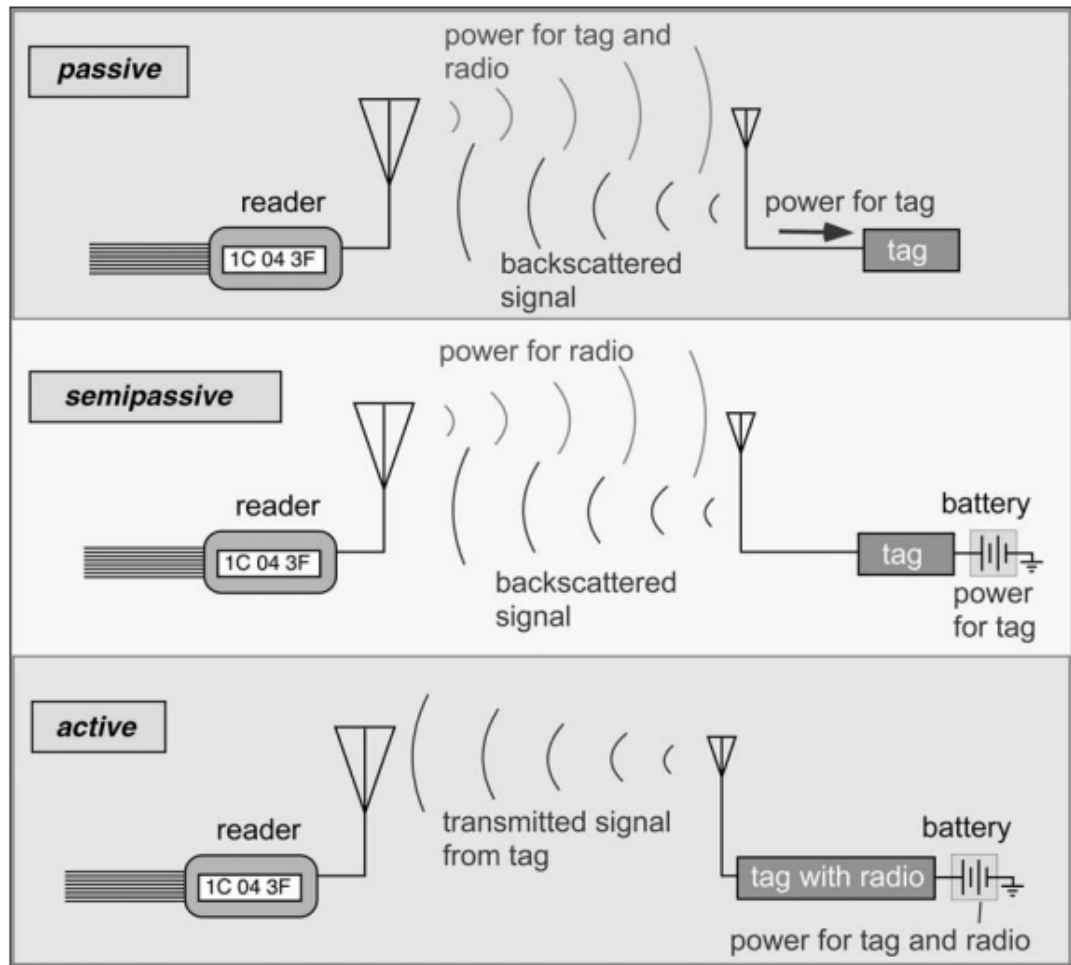 power for tag and
radio
passive
reader
1C 04 3F
backscattered
signal
power for tag
tag
power for radio
semipassive
reader
1C 04 3F
backscattered
signal
battery
tag
power
for tag
active
reader
1C 04 3F
transmitted signal
from tag
battery
tag with radio
power for tag and radio